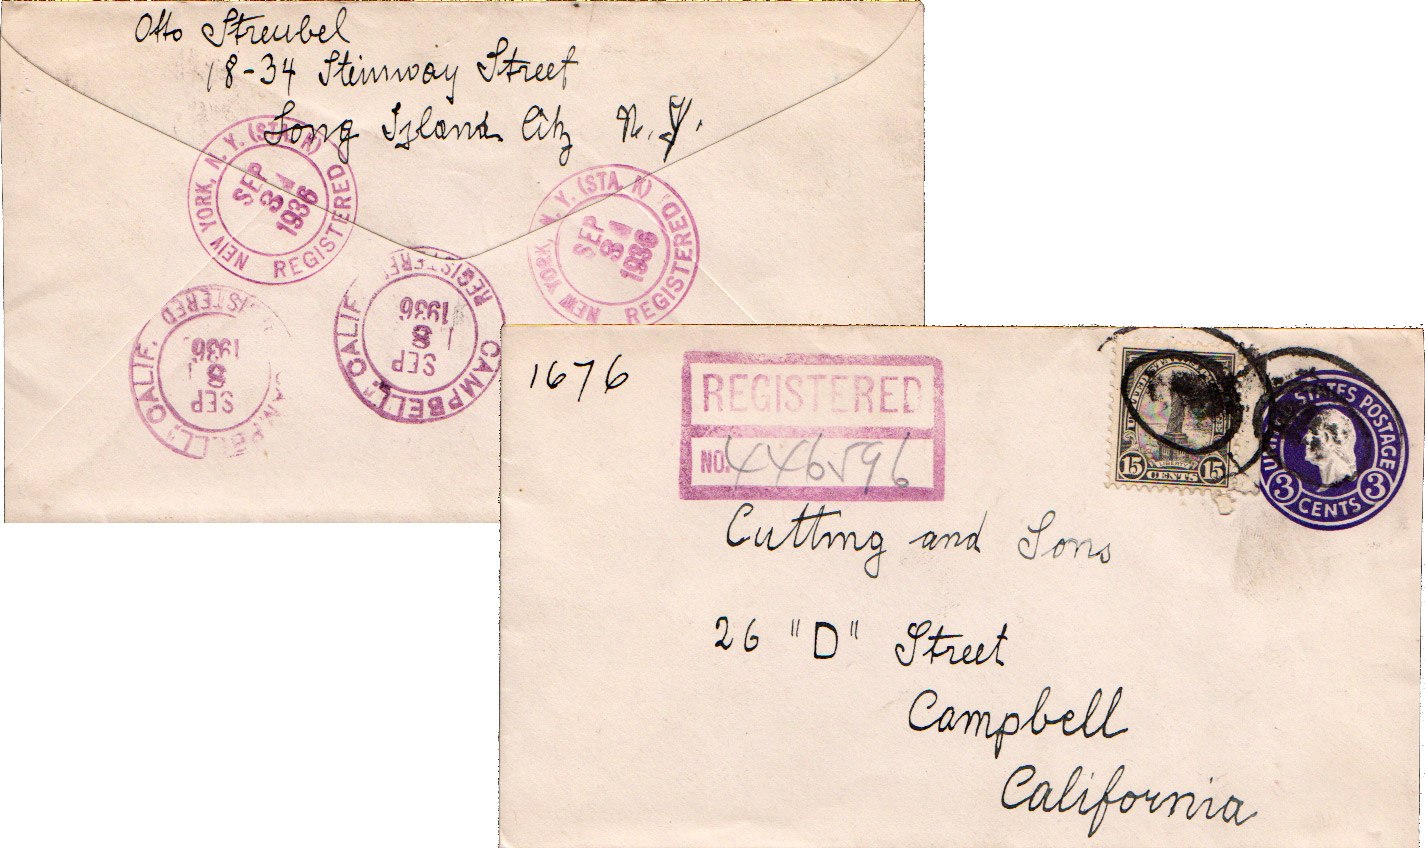 Otto Streubel
18-34 Steinway Street
Long Island City N.Y.
NEW YORK, N.Y. (STA. K)
SEP
3
1936
REGISTERED
NEW YORK, N.Y. (STA. K)
SEP
3
1936
REGISTERED
CAMPBELL, CALIF.
REGISTERED
SEP
8
1936
CAMPBELL, CALIF.
REGISTERED
SEP
8
1936
1676
REGISTERED
NO. 446596
15 CENTS 15
UNITED STATES POSTAGE
3 CENTS 3
Cutting and Sons
26 "D" Street
Campbell
California